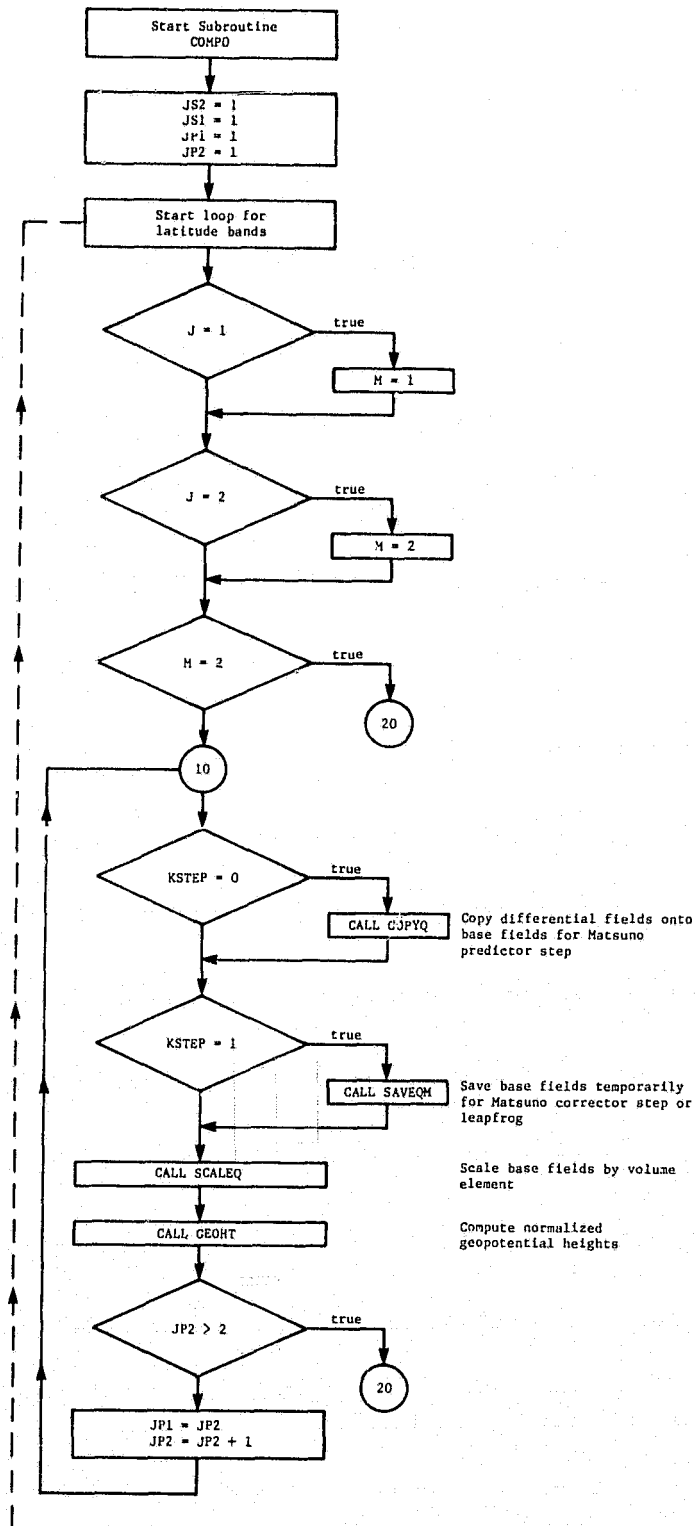 Start Subroutine
COMPO
JS2 = 1
JS1 = 1
JP1 = 1
JP2 = 1
Start loop for
latitude bands
J = 1
true
M = 1
J = 2
true
M = 2
M = 2
true
20
10
KSTEP = 0
true
CALL COPYQ
Copy differential fields onto
base fields for Matsuno
predictor step
KSTEP = 1
true
CALL SAVEQM
Save base fields temporarily
for Matsuno corrector step or
leapfrog
CALL SCALEQ
Scale base fields by volume
element
CALL GEOHT
Compute normalized
geopotential heights
JP2 > 2
true
20
JP1 = JP2
JP2 = JP2 + 1